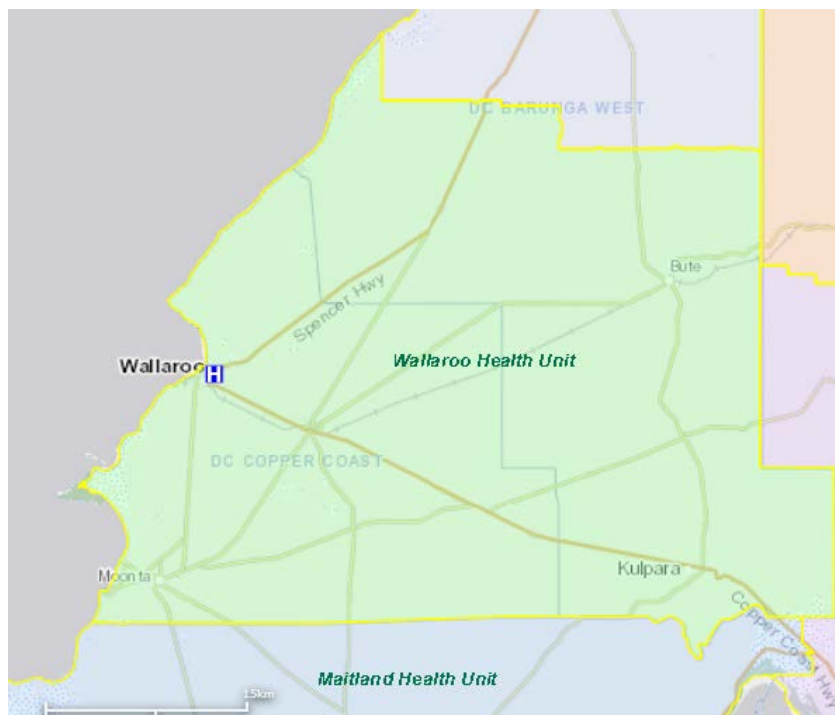 DC BARUNGA WEST
Bute
Spencer Hwy
Wallaroo
H
Wallaroo Health Unit
DC COPPER COAST
Moonta
Kulpara
Copper Coast Hwy
Maitland Health Unit
15km